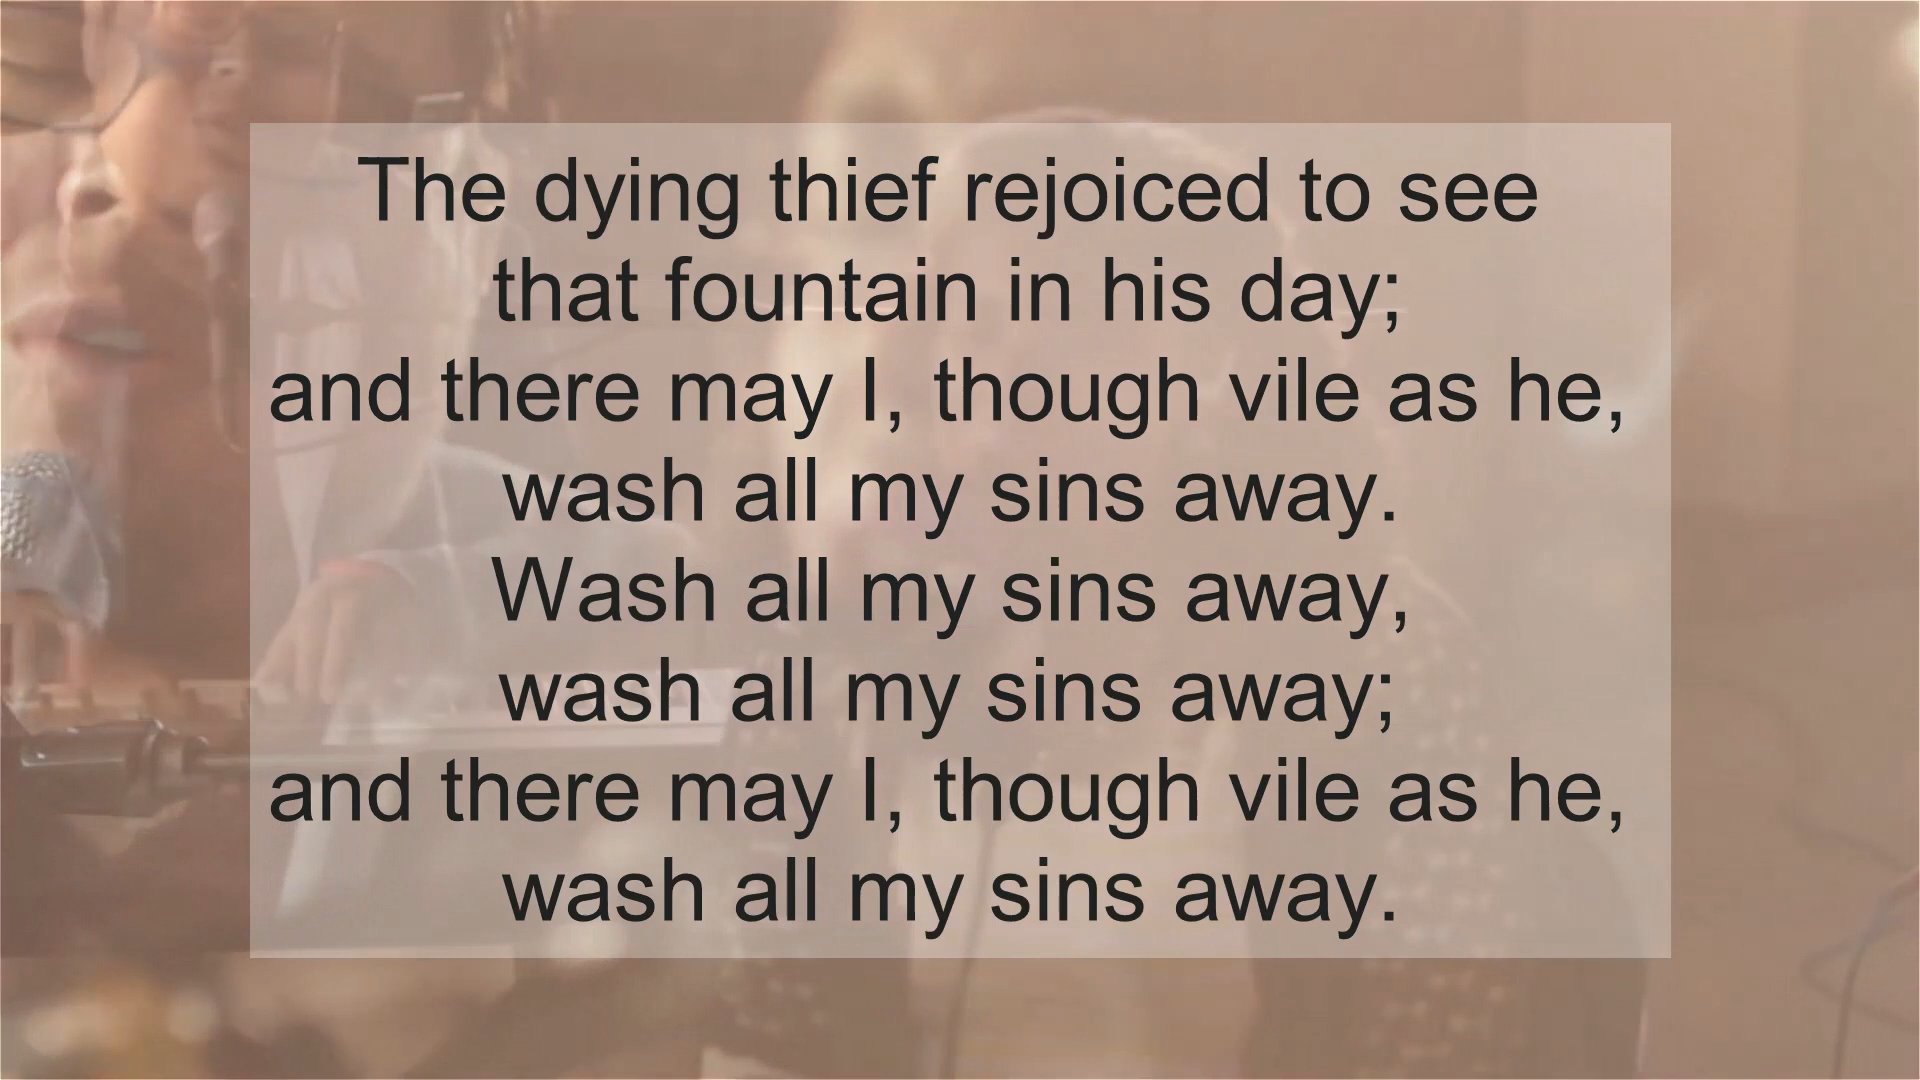 The dying thief rejoiced to see
that fountain in his day;
and there may I, though vile as he,
wash all my sins away.
Wash all my sins away,
wash all my sins away;
and there may I, though vile as he,
wash all my sins away.